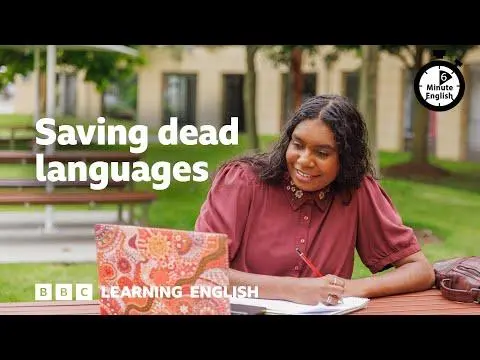 6
Minute
English
Saving dead
languages
BBC LEARNING ENGLISH